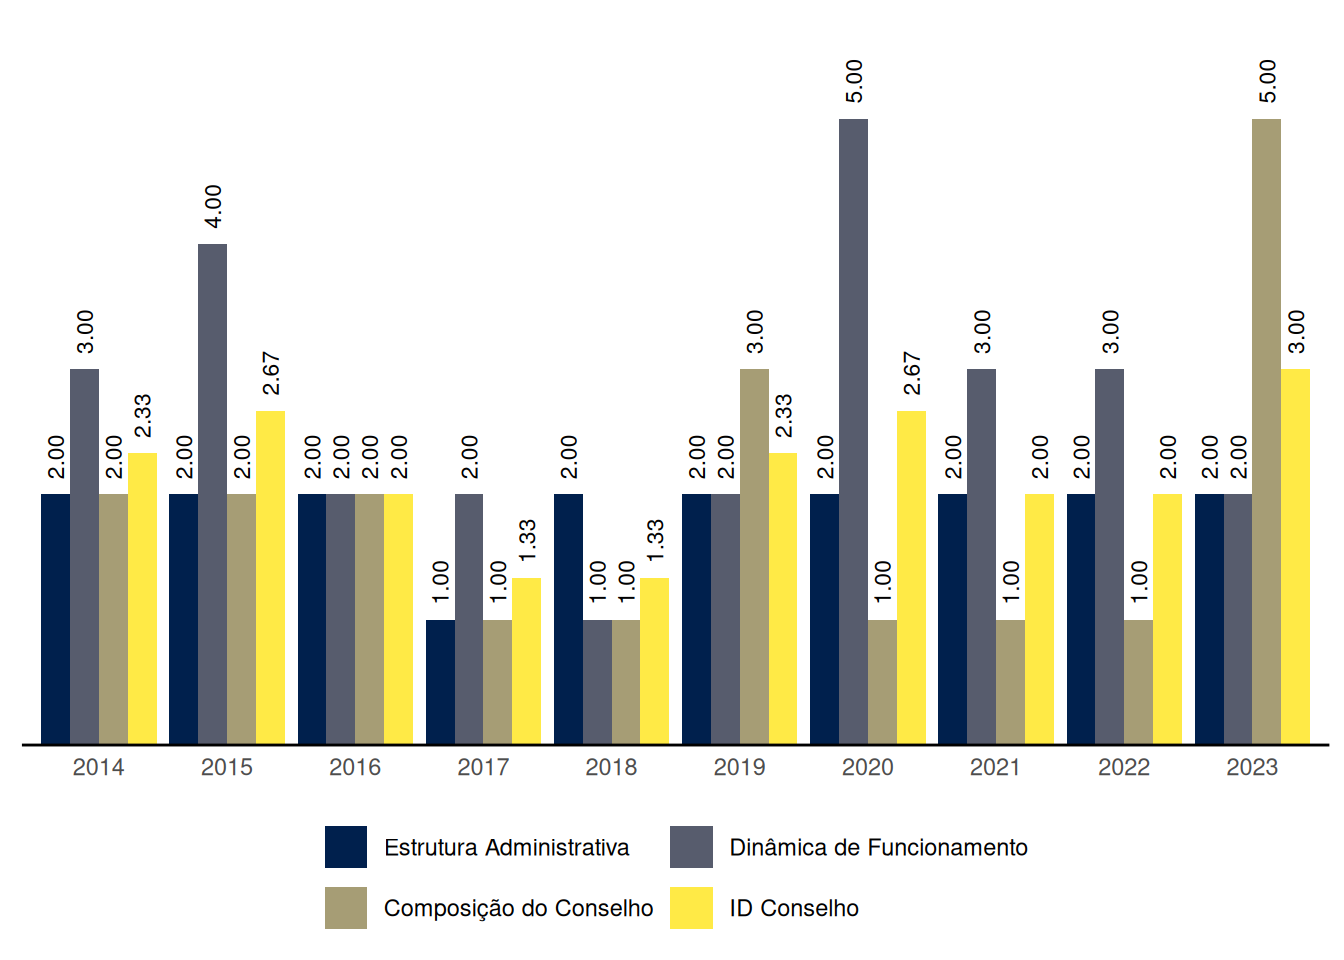 2.00 3.00 2.00 2.33 2.00 4.00 2.00 2.67 2.00 2.00 2.00 2.00 1.00 2.00 1.00 1.33 2.00 1.00 1.00 1.33 2.00 2.00 3.00 2.33 2.00 5.00 1.00 2.67 2.00 3.00 1.00 2.00 2.00 3.00 1.00 2.00 2.00 2.00 5.00 3.00
2014 2015 2016 2017 2018 2019 2020 2021 2022 2023
Estrutura Administrativa Dinâmica de Funcionamento
Composição do Conselho ID Conselho